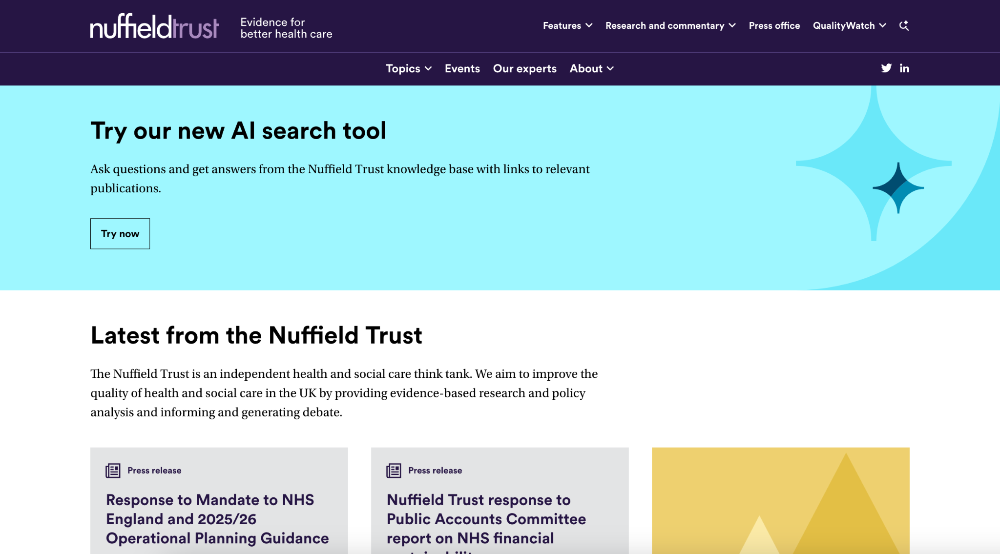 nuffieldtrust
Evidence for
better health care
Features
Research and commentary
Press office
QualityWatch
Topics
Events
Our experts
About
in
Try our new AI search tool
Ask questions and get answers from the Nuffield Trust knowledge base with links to relevant
publications.
Try now
Latest from the Nuffield Trust
The Nuffield Trust is an independent health and social care think tank. We aim to improve the
quality of health and social care in the UK by providing evidence-based research and policy
analysis and informing and generating debate.
Press release
Response to Mandate to NHS
England and 2025/26
Operational Planning Guidance
Press release
Nuffield Trust response to
Public Accounts Committee
report on NHS financial